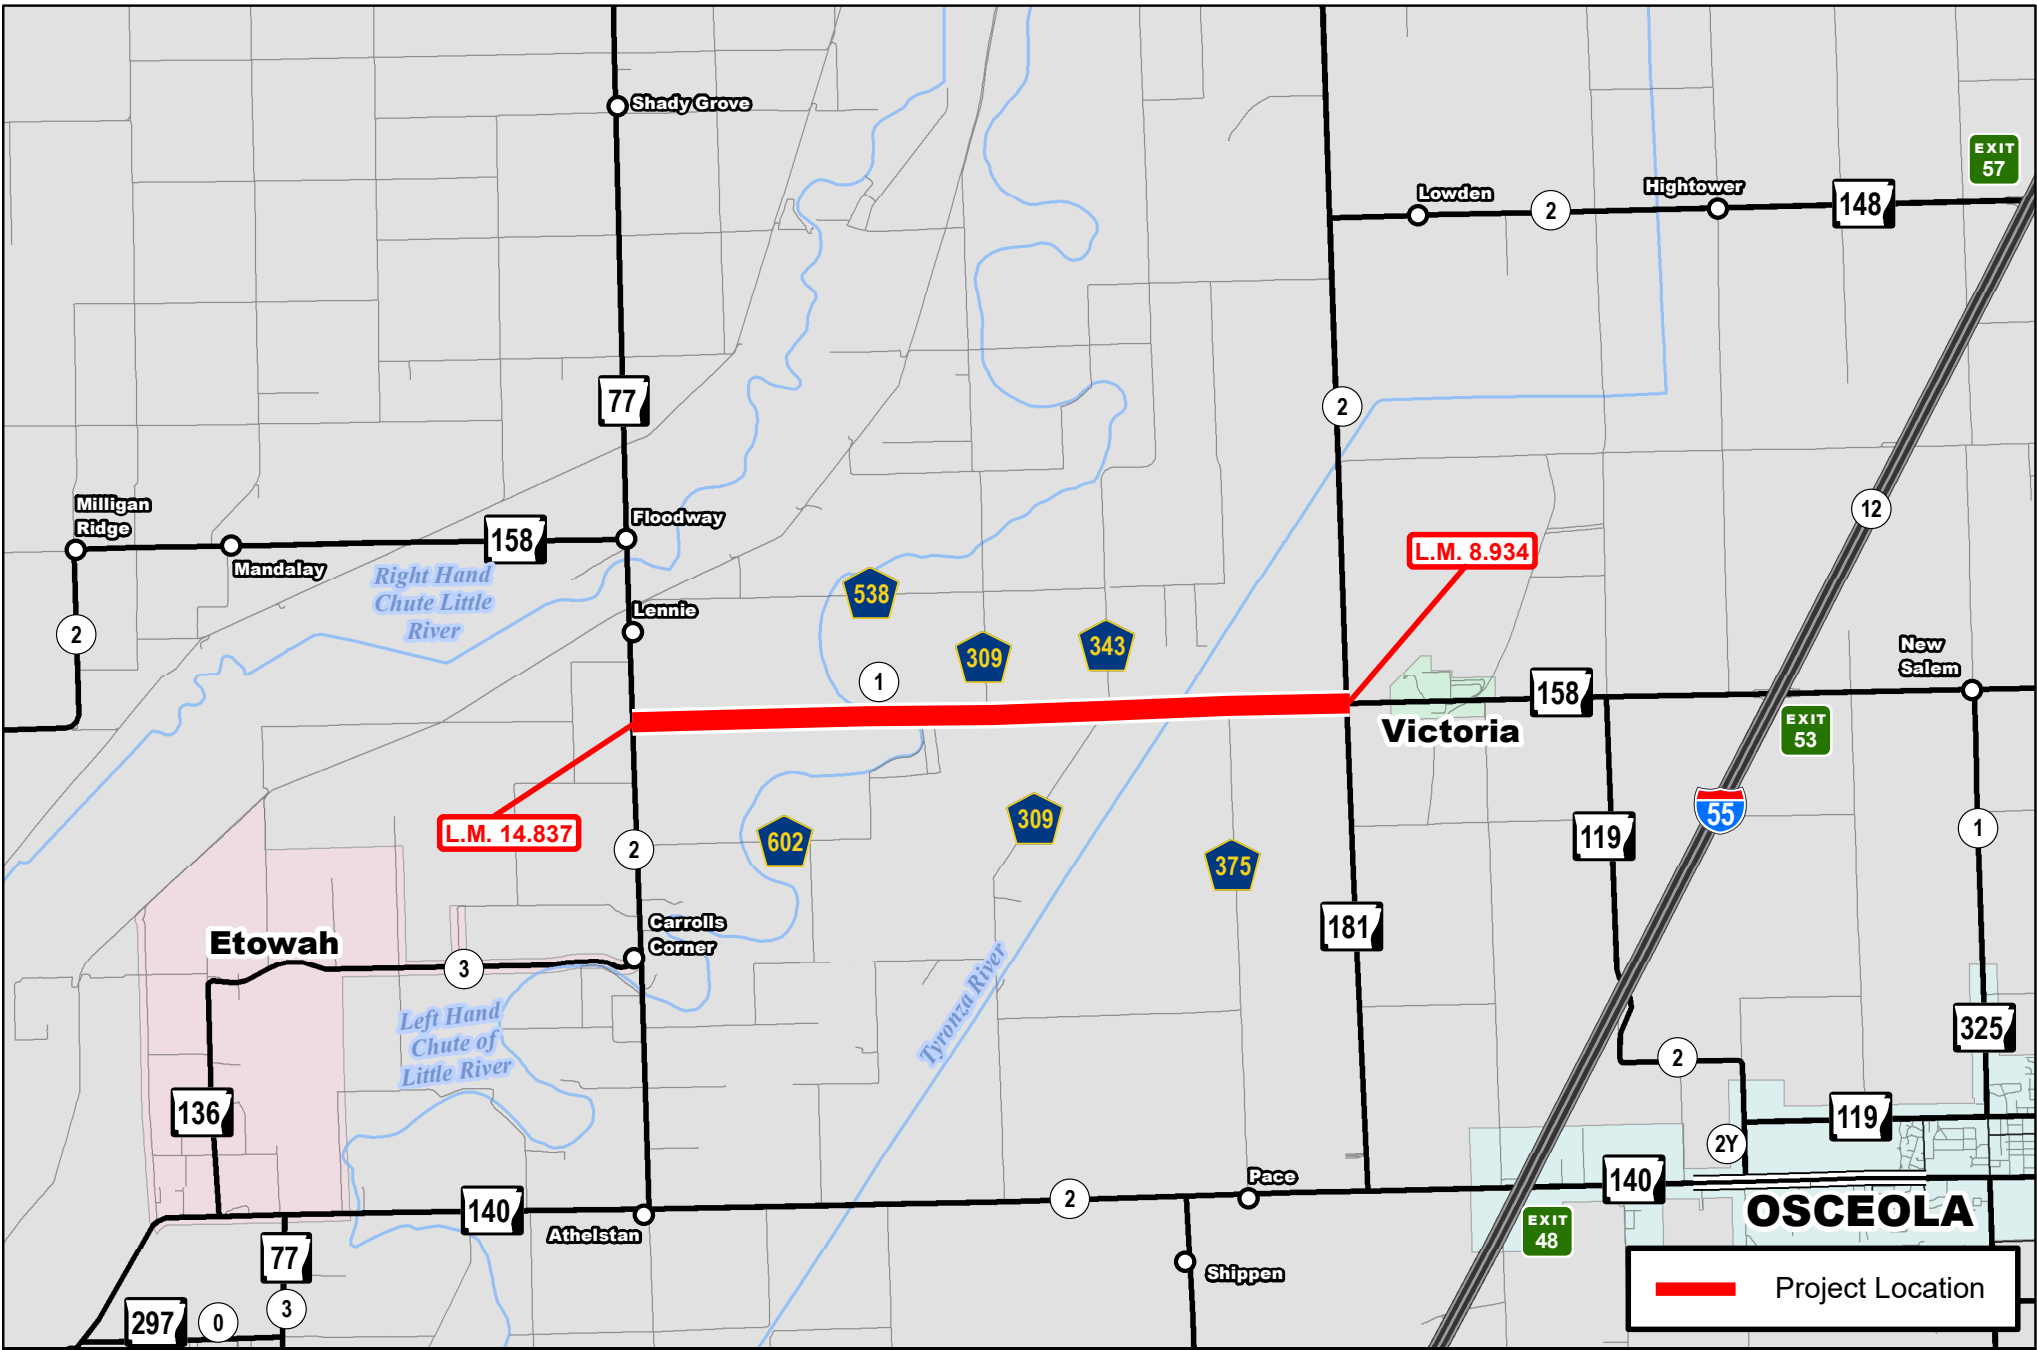 Shady Grove
EXIT
57
Lowden
2
Hightower
148
77
2
Milligan
Ridge
Mandalay
158
Floodway
12
Right Hand
Chute Little
River
L.M. 8.934
2
Lennie
538
309
343
1
New
Salem
158
Victoria
EXIT
53
L.M. 14.837
2
602
309
375
119
55
1
Etowah
3
Carrolls
Corner
181
Left Hand
Chute of
Little River
Tyronza River
325
136
2
119
2Y
140
Athelstan
2
Pace
140
OSCEOLA
EXIT
48
77
Shippen
297
0
3
Project Location